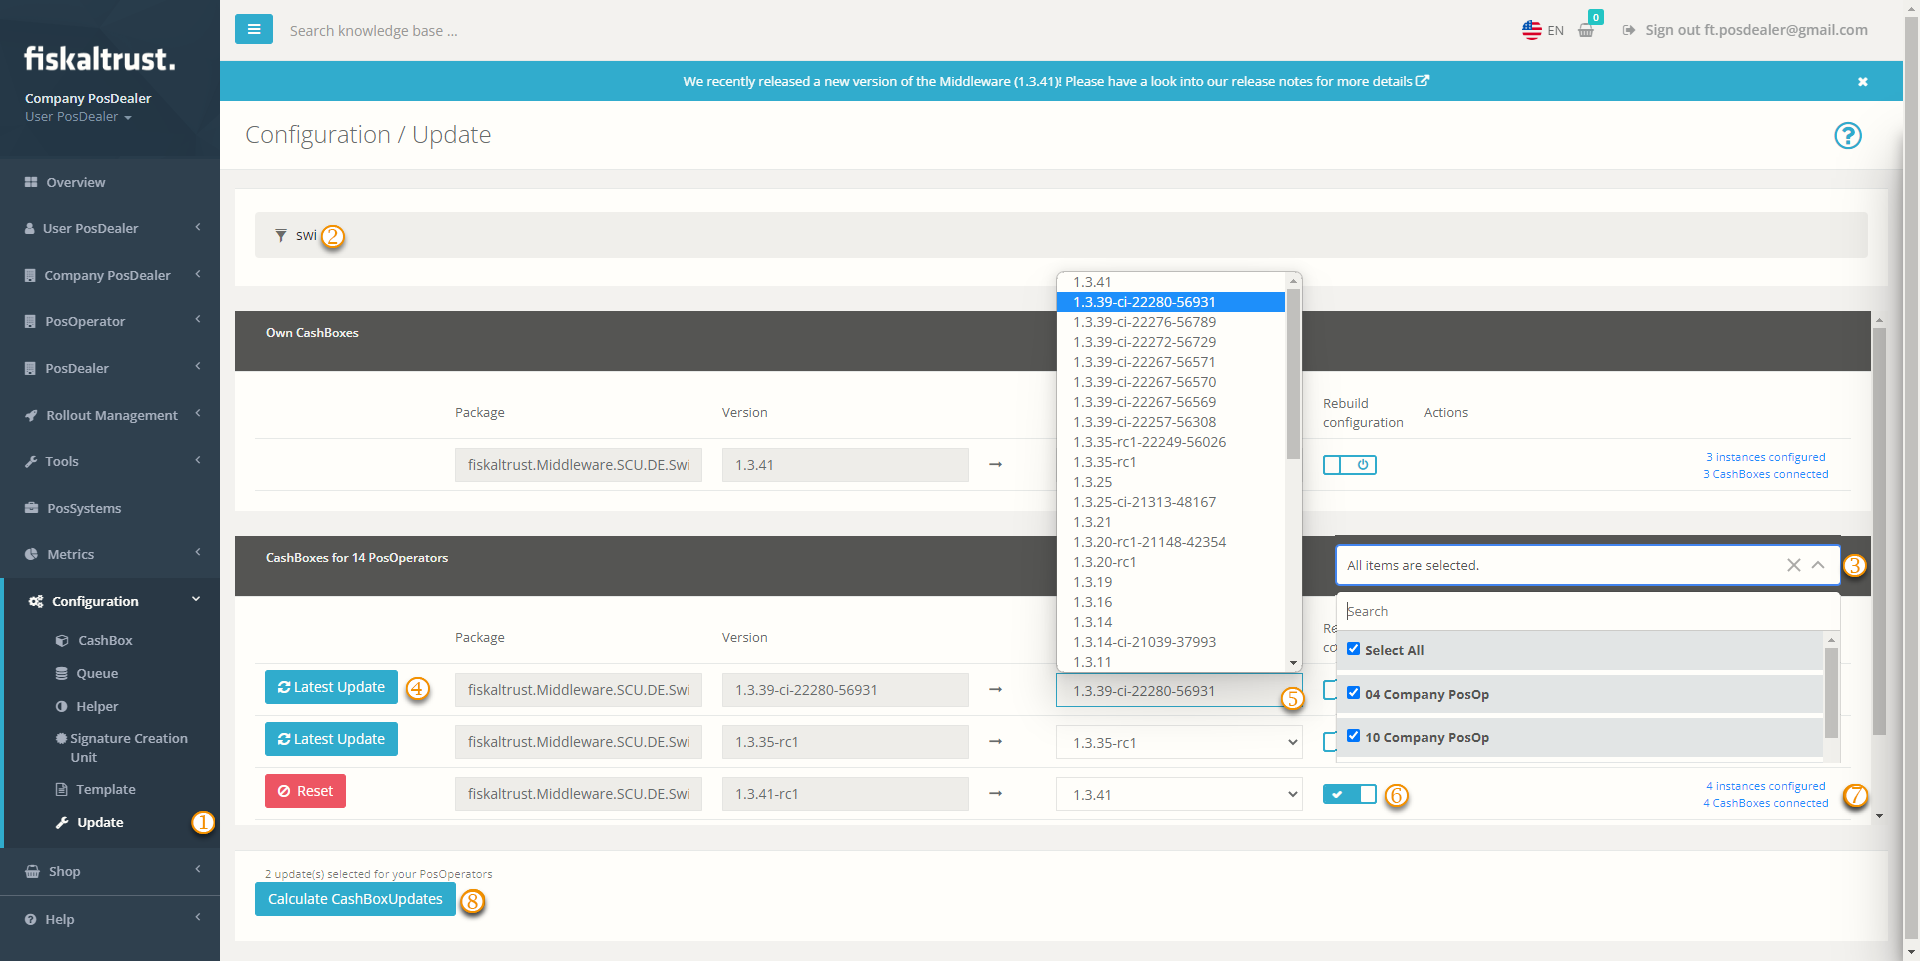 fiskaltrust.
Company PosDealer
User PosDealer
Overview
User PosDealer
Company PosDealer
PosOperator
PosDealer
Rollout Management
Tools
PosSystems
Metrics
Configuration
CashBox
Queue
Helper
Signature Creation
Unit
Template
Update
1
Shop
Help
Search knowledge base ...
EN
0
Sign out ft.posdealer@gmail.com
We recently released a new version of the Middleware (1.3.41)! Please have a look into our release notes for more details
Configuration / Update
?
swi
2
Own CashBoxes
Package
Version
Rebuild
configuration
Actions
fiskaltrust.Middleware.SCU.DE.Swi
1.3.41
3 instances configured
3 CashBoxes connected
1.3.41
1.3.39-ci-22280-56931
1.3.39-ci-22276-56789
1.3.39-ci-22272-56729
1.3.39-ci-22267-56571
1.3.39-ci-22267-56570
1.3.39-ci-22267-56569
1.3.39-ci-22257-56308
1.3.35-rc1-22249-56026
1.3.35-rc1
1.3.25
1.3.25-ci-21313-48167
1.3.21
1.3.20-rc1-21148-42354
1.3.20-rc1
1.3.19
1.3.16
1.3.14
1.3.14-ci-21039-37993
1.3.11
CashBoxes for 14 PosOperators
All items are selected.
3
Search
Select All
04 Company PosOp
10 Company PosOp
Package
Version
Re
co
Latest Update
4
fiskaltrust.Middleware.SCU.DE.Swi
1.3.39-ci-22280-56931
1.3.39-ci-22280-56931
5
Latest Update
fiskaltrust.Middleware.SCU.DE.Swi
1.3.35-rc1
1.3.35-rc1
Reset
fiskaltrust.Middleware.SCU.DE.Swi
1.3.41-rc1
1.3.41
6
4 instances configured
4 CashBoxes connected
7
2 update(s) selected for your PosOperators
Calculate CashBoxUpdates
8